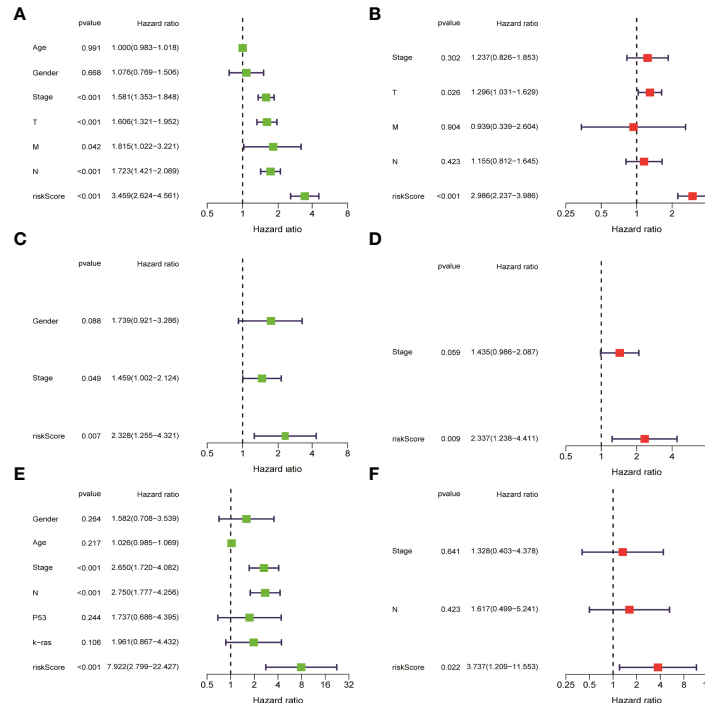 A
pvalue Hazard ratio
Age 0.991 1.000(0.983−1.018)
Gender 0.668 1.076(0.769−1.506)
Stage <0.001 1.581(1.353−1.848)
T <0.001 1.606(1.321−1.952)
M 0.042 1.815(1.022−3.221)
N <0.001 1.723(1.421−2.089)
riskScore <0.001 3.459(2.624−4.561)
0.5 1 2 4 8
Hazard ratio
B
pvalue Hazard ratio
Stage 0.302 1.237(0.826−1.853)
T 0.026 1.296(1.031−1.629)
M 0.904 0.939(0.339−2.604)
N 0.423 1.155(0.812−1.645)
riskScore <0.001 2.986(2.237−3.986)
0.25 0.5 1 2
Hazard ratio
C
pvalue Hazard ratio
Gender 0.088 1.739(0.921−3.286)
Stage 0.049 1.459(1.002−2.124)
riskScore 0.007 2.328(1.255−4.321)
0.5 1 2 4 8
Hazard ratio
D
pvalue Hazard ratio
Stage 0.059 1.435(0.986−2.087)
riskScore 0.009 2.337(1.238−4.411)
0.5 1 2 4
Hazard ratio
E
pvalue Hazard ratio
Gender 0.264 1.582(0.708−3.539)
Age 0.217 1.026(0.985−1.069)
Stage <0.001 2.650(1.720−4.082)
N <0.001 2.750(1.777−4.256)
P53 0.244 1.737(0.686−4.395)
k-ras 0.106 1.961(0.867−4.432)
riskScore <0.001 7.922(2.799−22.427)
0.5 1 2 4 8 16 32
Hazard ratio
F
pvalue Hazard ratio
Stage 0.641 1.328(0.403−4.378)
N 0.423 1.617(0.499−5.241)
riskScore 0.022 3.737(1.209−11.553)
0.25 0.5 1 2 4 8
Hazard ratio